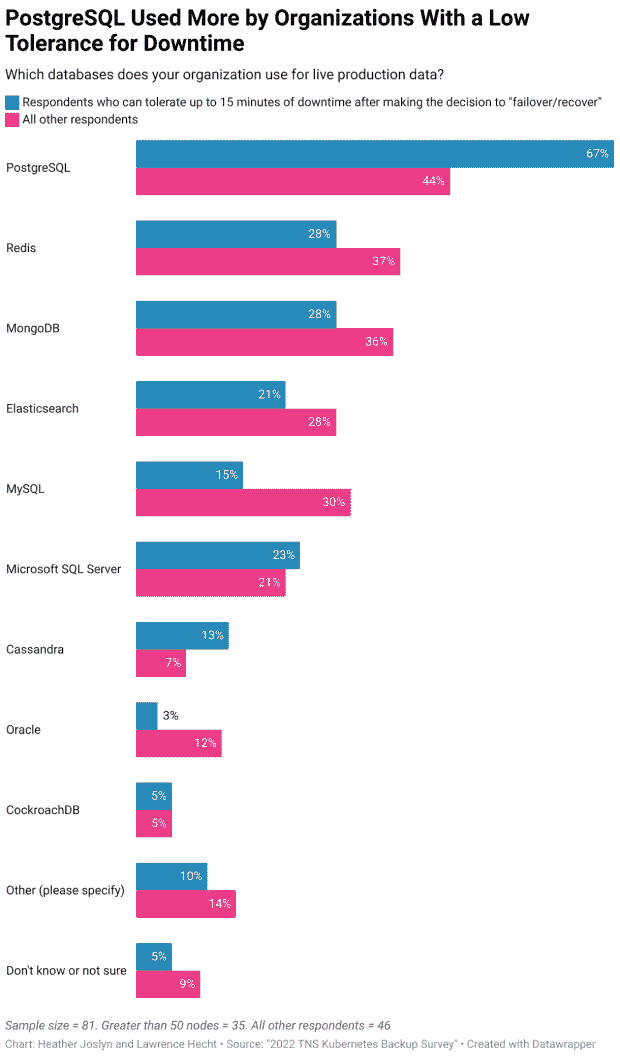 PostgreSQL Used More by Organizations With a Low
Tolerance for Downtime
Which databases does your organization use for live production data?
Respondents who can tolerate up to 15 minutes of downtime after making the decision to "failover/recover"
All other respondents
PostgreSQL
67%
44%
Redis
28%
37%
MongoDB
28%
36%
Elasticsearch
21%
28%
MySQL
15%
30%
Microsoft SQL Server
23%
21%
Cassandra
13%
7%
Oracle
3%
12%
CockroachDB
5%
5%
Other (please specify)
10%
14%
Don't know or not sure
5%
9%
Sample size = 81. Greater than 50 nodes = 35. All other respondents = 46
Chart: Heather Joslyn and Lawrence Hecht • Source: "2022 TNS Kubernetes Backup Survey" • Created with Datawrapper